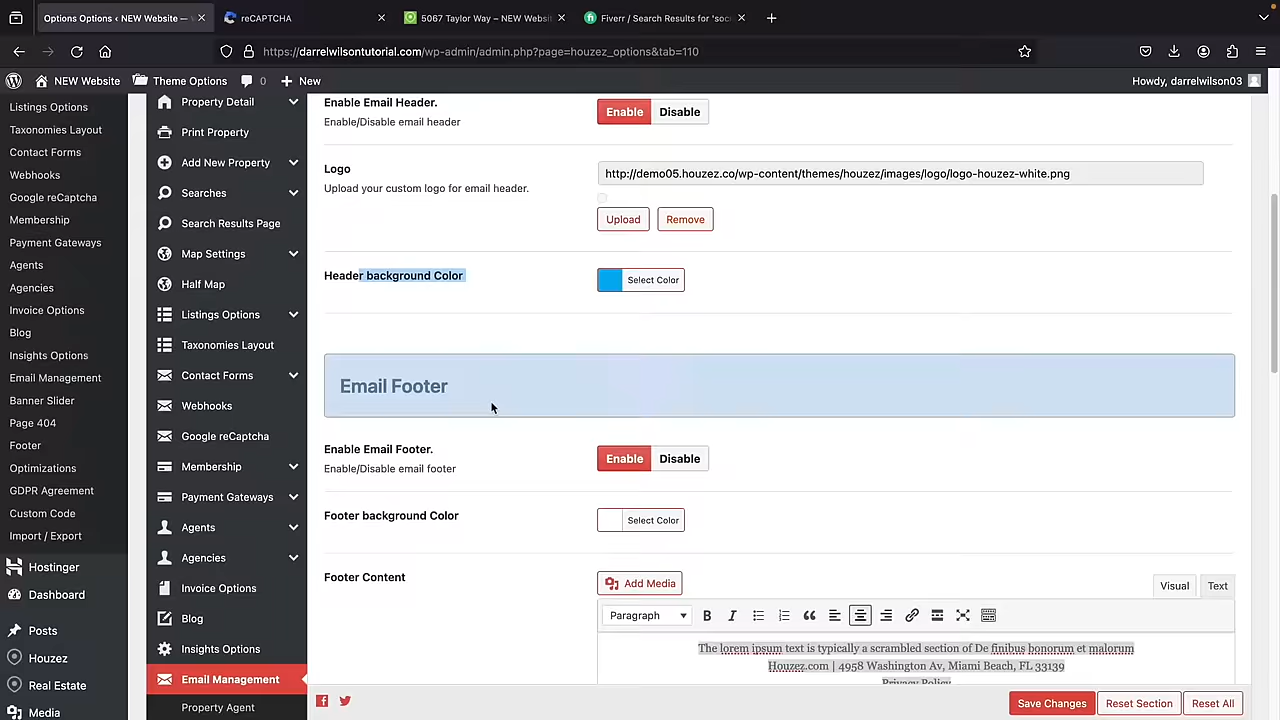 Options Options ‹ NEW Website —
reCAPTCHA
5067 Taylor Way – NEW Websit
Fiverr / Search Results for 'soci
https://darrelwilsontutorial.com/wp-admin/admin.php?page=houzez_options&tab=110
NEW Website
Theme Options
0
New
Howdy, darrelwilson03
Listings Options
Taxonomies Layout
Contact Forms
Webhooks
Google reCaptcha
Membership
Payment Gateways
Agents
Agencies
Invoice Options
Blog
Insights Options
Email Management
Banner Slider
Page 404
Footer
Optimizations
GDPR Agreement
Custom Code
Import / Export
Hostinger
Dashboard
Posts
Houzez
Real Estate
Media
Property Detail
Print Property
Add New Property
Searches
Search Results Page
Map Settings
Half Map
Listings Options
Taxonomies Layout
Contact Forms
Webhooks
Google reCaptcha
Membership
Payment Gateways
Agents
Agencies
Invoice Options
Blog
Insights Options
Email Management
Property Agent
Enable Email Header.
Enable/Disable email header
Enable
Disable
Logo
Upload your custom logo for email header.
http://demo05.houzez.co/wp-content/themes/houzez/images/logo/logo-houzez-white.png
Upload
Remove
Header background Color
Select Color
Email Footer
Enable Email Footer.
Enable/Disable email footer
Enable
Disable
Footer background Color
Select Color
Footer Content
Add Media
Visual
Text
Paragraph
B
I
The lorem ipsum text is typically a scrambled section of De finibus bonorum et malorum
Houzez.com | 4958 Washington Av, Miami Beach, FL 33139
Privacy Policy
Save Changes
Reset Section
Reset All